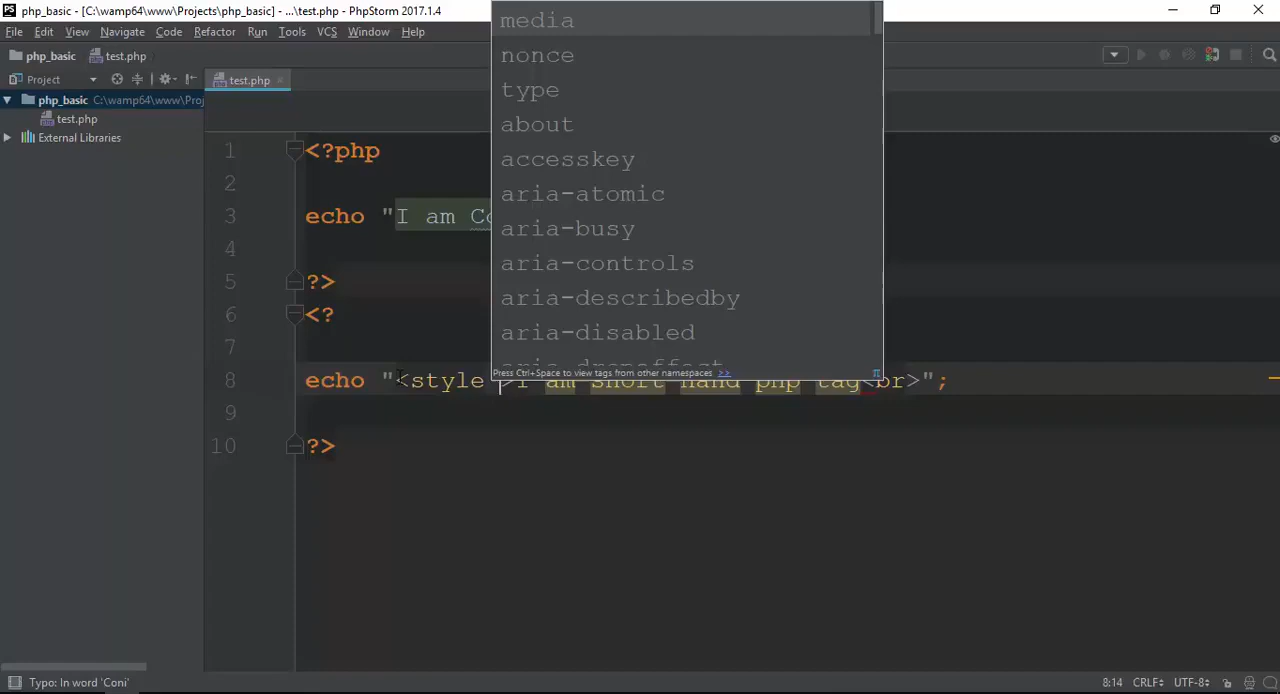 php_basic - [C:\wamp64\www\Projects\php_basic] - ...\test.php - PhpStorm 2017.1.4
File Edit View Navigate Code Refactor Run Tools VCS Window Help
php_basic test.php
Project
test.php
php_basic C:\wamp64\www\Proj
test.php
External Libraries
media
nonce
type
about
accesskey
aria-atomic
aria-busy
aria-controls
aria-describedby
aria-disabled
aria-dropeffect
Press Ctrl+Space to view tags from other namespaces >>
π
1 <?php
2
3 echo "I am Co
4
5 ?>
6 <?
7
8 echo "<style >I am short hand php tag<br>";
9
10 ?>
Typo: In word 'Coni'
8:14 CRLF UTF-8